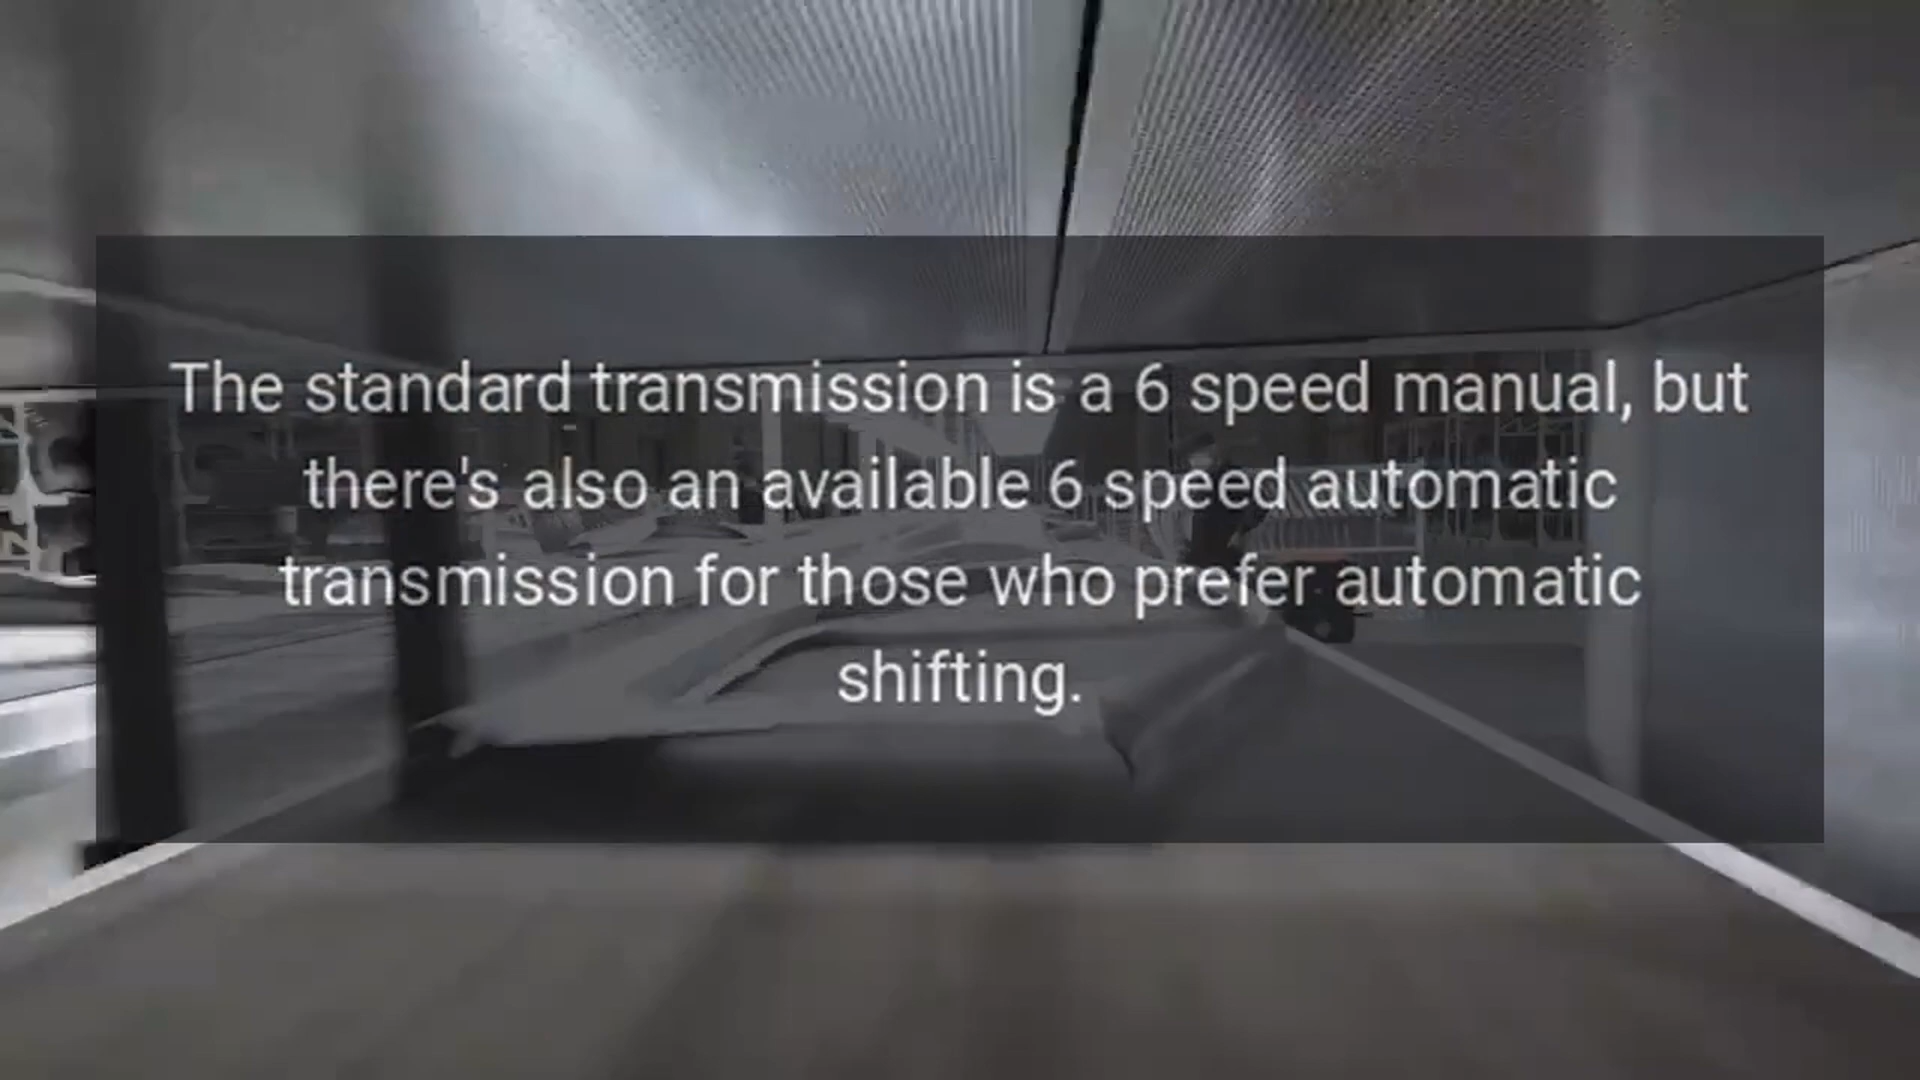 The standard transmission is a 6 speed manual, but
there's also an available 6 speed automatic
transmission for those who prefer automatic
shifting.